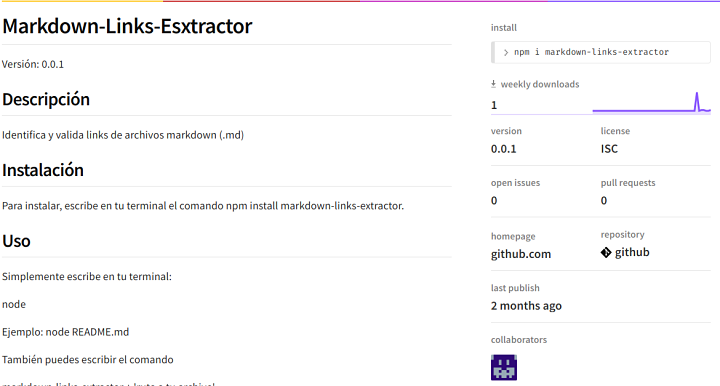 Markdown-Links-Esxtractor
Versión: 0.0.1
Descripción
Identifica y valida links de archivos markdown (.md)
Instalación
Para instalar, escribe en tu terminal el comando npm install markdown-links-extractor.
Uso
Simplemente escribe en tu terminal:
node
Ejemplo: node README.md
También puedes escribir el comando
install
> npm i markdown-links-extractor
weekly downloads
1
version
license
0.0.1
ISC
open issues
pull requests
0
0
homepage
repository
github.com
github
last publish
2 months ago
collaborators